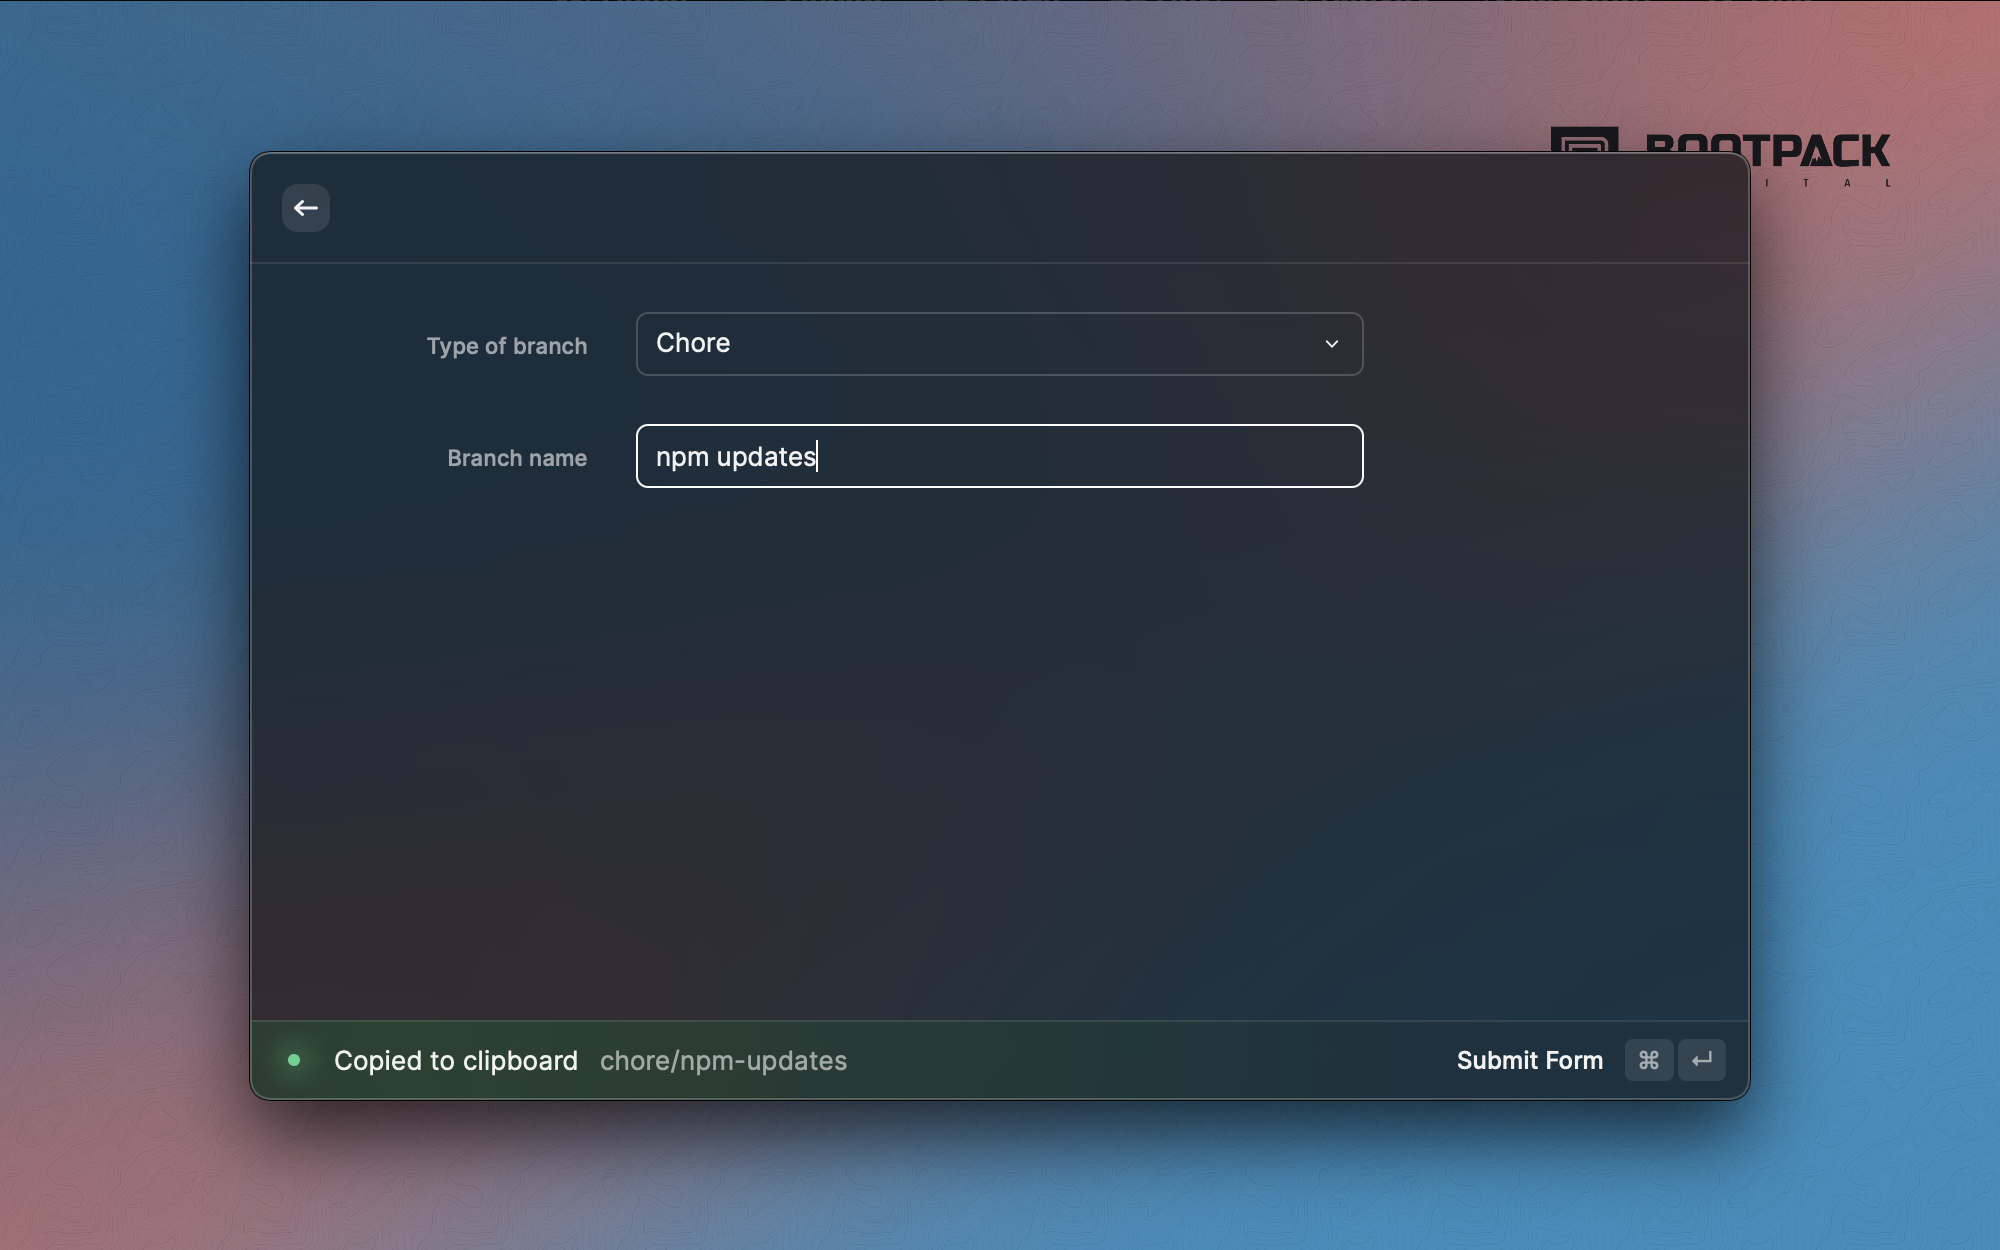 BOOTPACK
I T A L
Type of branch
Chore
Branch name
npm updates
Copied to clipboard chore/npm-updates Submit Form ⌘ ↵